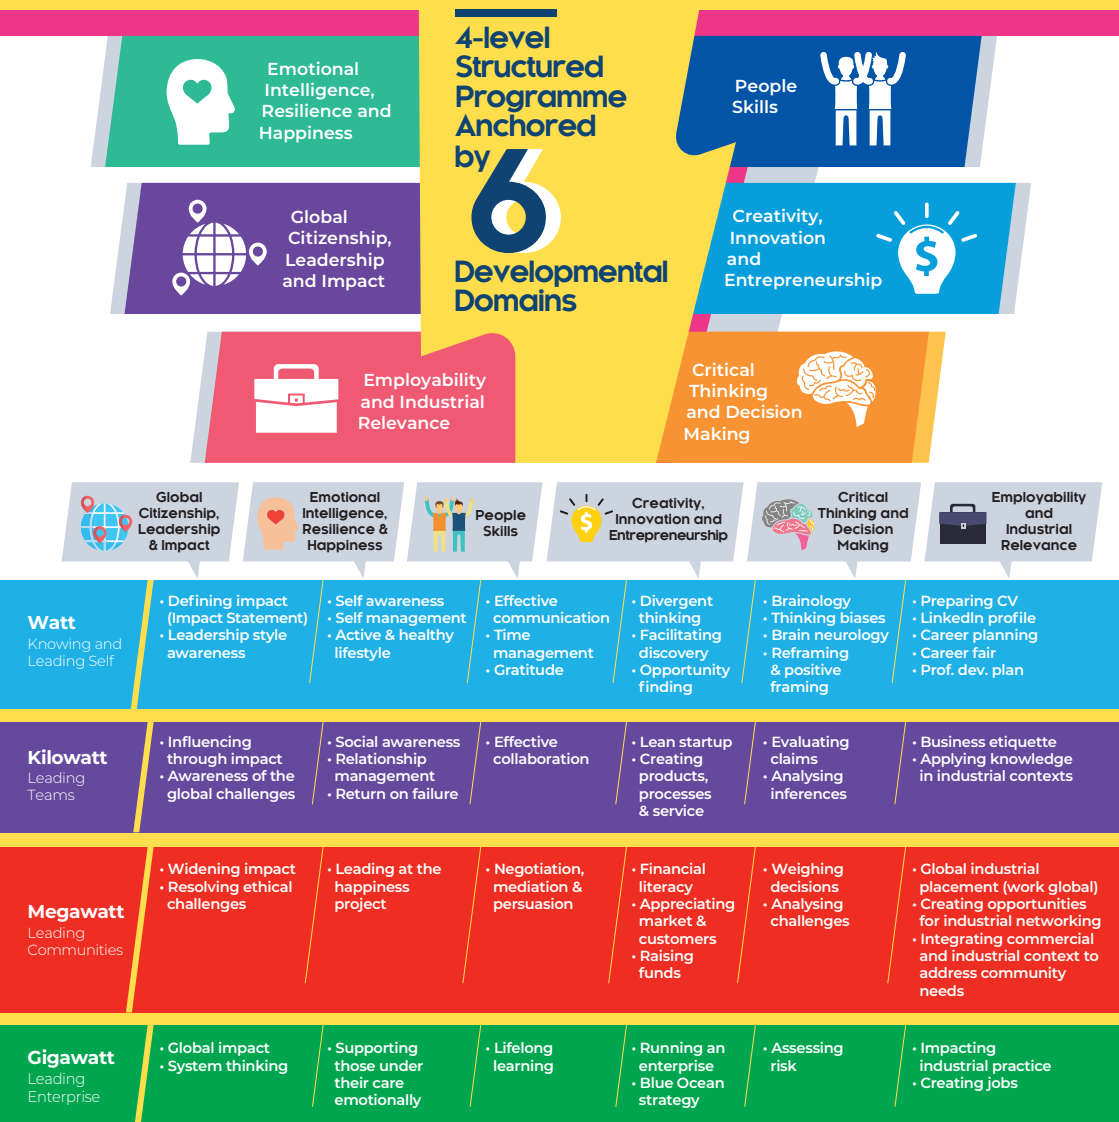 4-level
Structured
Programme
Anchored
by 6
Developmental
Domains
Emotional
Intelligence,
Resilience and
Happiness
Global
Citizenship,
Leadership
and Impact
Employability
and Industrial
Relevance
People
Skills
Creativity,
Innovation
and
Entrepreneurship
$
Critical
Thinking
and Decision
Making
Global
Citizenship,
Leadership
& Impact
Emotional
Intelligence,
Resilience &
Happiness
People
Skills
$
Creativity,
Innovation and
Entrepreneurship
Critical
Thinking and
Decision
Making
Employability
and
Industrial
Relevance
Watt
Knowing and
Leading Self
• Defining impact
(Impact Statement)
• Leadership style
awareness
• Self awareness
• Self management
• Active & healthy
lifestyle
• Effective
communication
• Time
management
• Gratitude
• Divergent
thinking
• Facilitating
discovery
• Opportunity
finding
• Brainology
• Thinking biases
• Brain neurology
• Reframing
& positive
framing
• Preparing CV
• LinkedIn profile
• Career planning
• Career fair
• Prof. dev. plan
Kilowatt
Leading
Teams
• Influencing
through impact
• Awareness of the
global challenges
• Social awareness
• Relationship
management
• Return on failure
• Effective
collaboration
• Lean startup
• Creating
products,
processes
& service
• Evaluating
claims
• Analysing
inferences
• Business etiquette
• Applying knowledge
in industrial contexts
Megawatt
Leading
Communities
• Widening impact
• Resolving ethical
challenges
• Leading at the
happiness
project
• Negotiation,
mediation &
persuasion
• Financial
literacy
• Appreciating
market &
customers
• Raising
funds
• Weighing
decisions
• Analysing
challenges
• Global industrial
placement (work global)
• Creating opportunities
for industrial networking
• Integrating commercial
and industrial context to
address community
needs
Gigawatt
Leading
Enterprise
• Global impact
• System thinking
• Supporting
those under
their care
emotionally
• Lifelong
learning
• Running an
enterprise
• Blue Ocean
strategy
• Assessing
risk
• Impacting
industrial practice
• Creating jobs